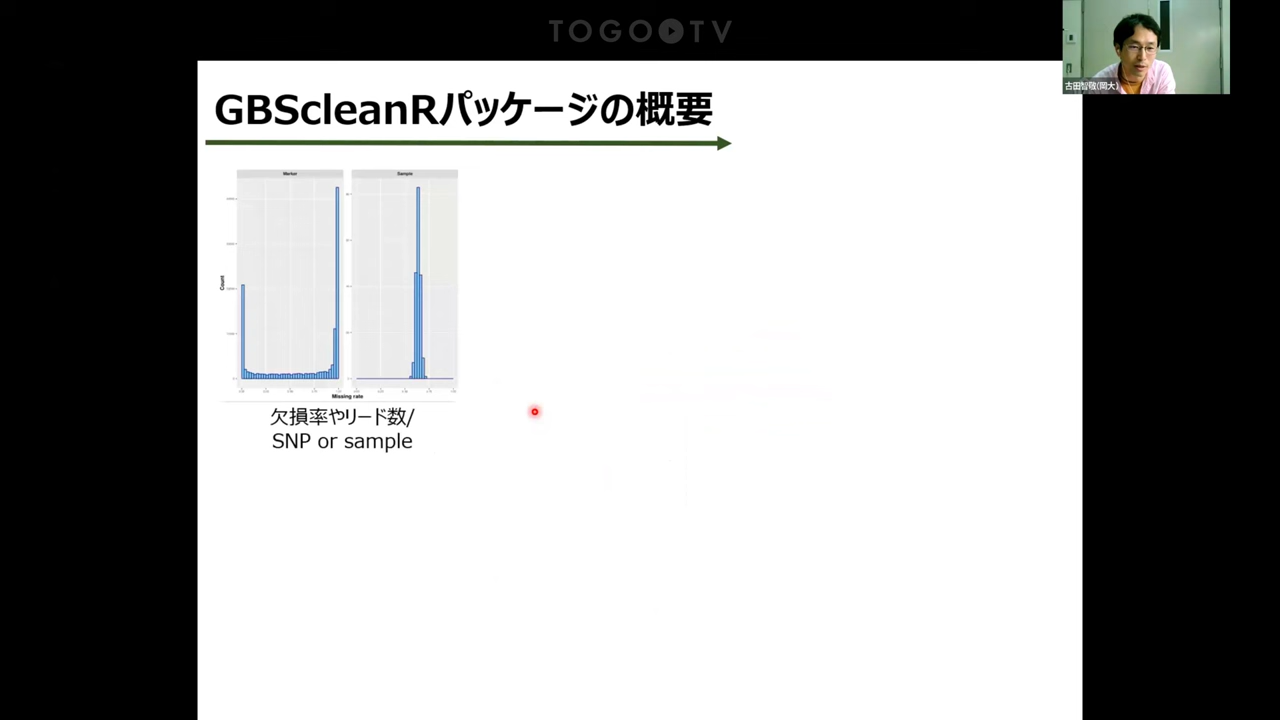 TOGO TV
古田智敬(岡大)
GBScleanRパッケージの概要
Marker
Sample
Count
Missing rate
欠損率やリード数/
SNP or sample